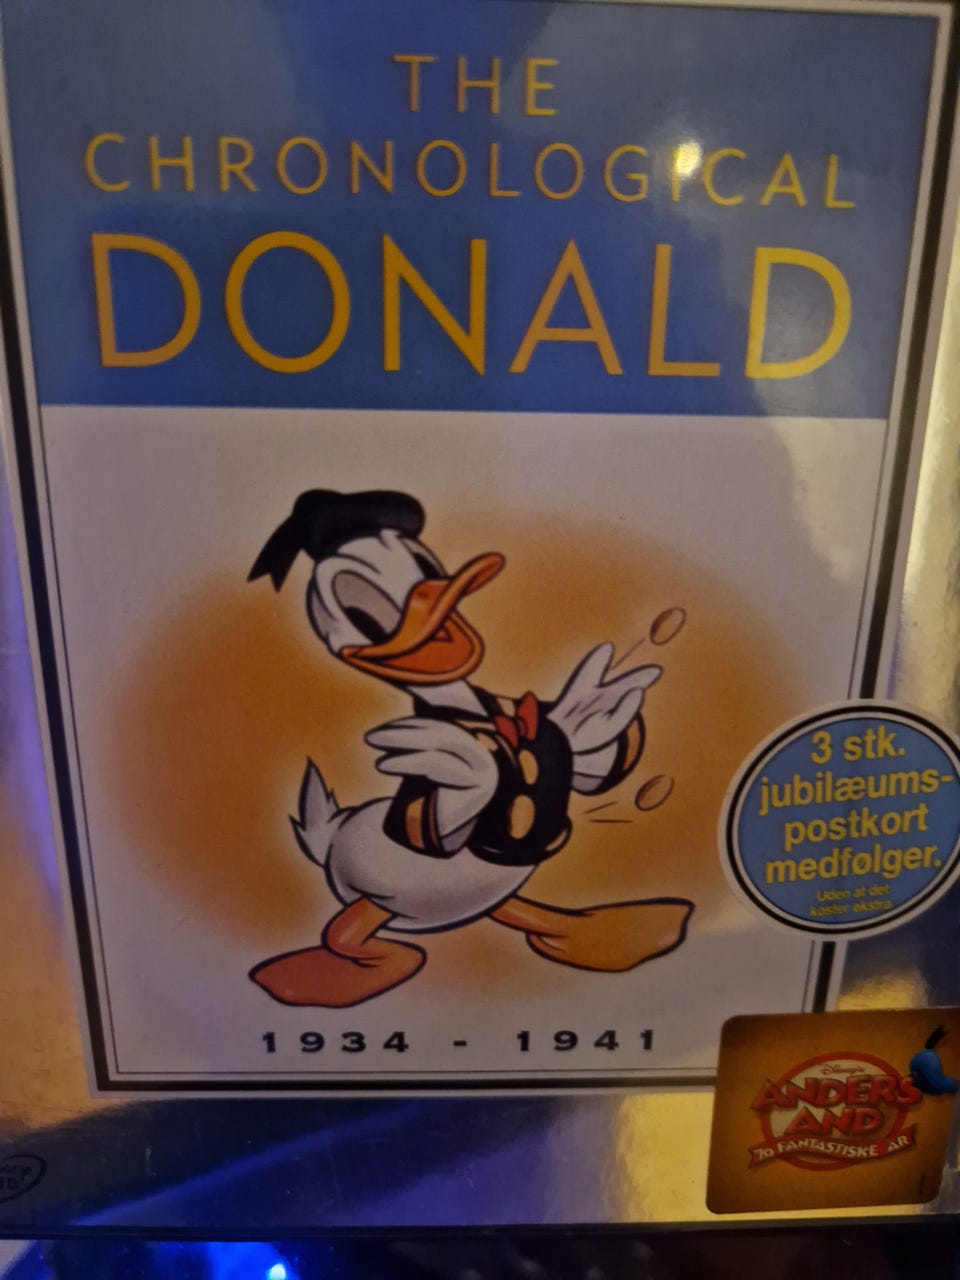 THE
CHRONOLOGICAL
DONALD
3 stk.
jubilæums-
postkort
medfølger.
Uden at det
koster ekstra.
1934 - 1941
Disney's
ANDERS
AND
70 FANTASTISKE ÅR